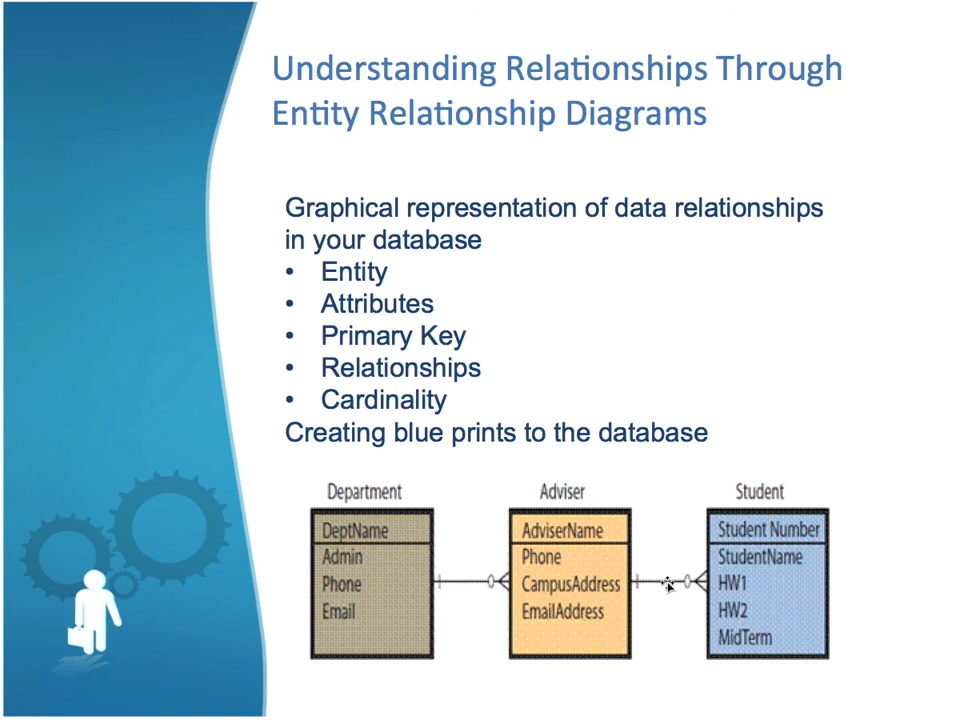 Understanding Relationships Through
Entity Relationship Diagrams
Graphical representation of data relationships
in your database
• Entity
• Attributes
• Primary Key
• Relationships
• Cardinality
Creating blue prints to the database
Department
DeptName
Admin
Phone
Email
Adviser
AdviserName
Phone
CampusAddress
EmailAddress
Student
Student Number
StudentName
HW1
HW2
MidTerm